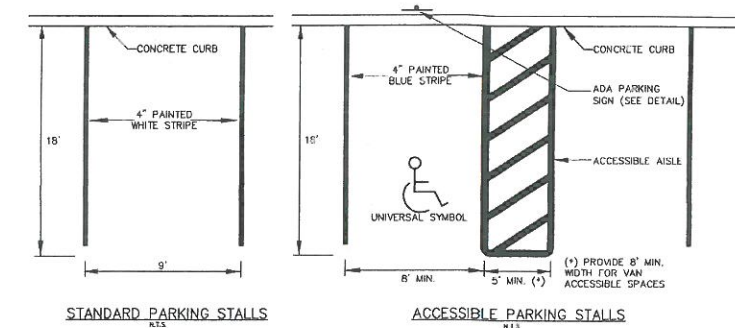 CONCRETE CURB
4" PAINTED
WHITE STRIPE
18'
9'
STANDARD PARKING STALLS
N.T.S.
4" PAINTED
BLUE STRIPE
18'
UNIVERSAL SYMBOL
8' MIN.
5' MIN. (*)
CONCRETE CURB
ADA PARKING
SIGN (SEE DETAIL)
ACCESSIBLE AISLE
(*) PROVIDE 8' MIN.
WIDTH FOR VAN
ACCESSIBLE SPACES
ACCESSIBLE PARKING STALLS
N.T.S.